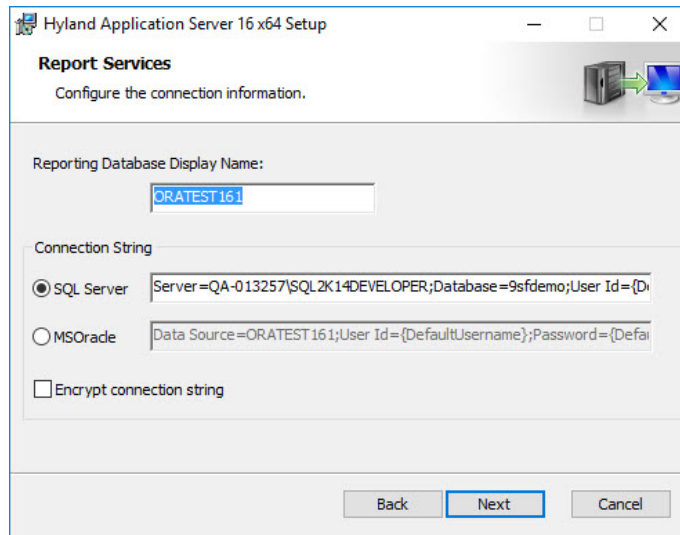 Hyland Application Server 16 x64 Setup
Report Services
Configure the connection information.
Reporting Database Display Name:
ORATEST161
Connection String
SQL Server Server=QA-013257\SQL2K14DEVELOPER;Database=9sfdemo;User Id={De
MSOracle Data Source=ORATEST161;User Id={DefaultUsername};Password={Defau
Encrypt connection string
Back Next Cancel